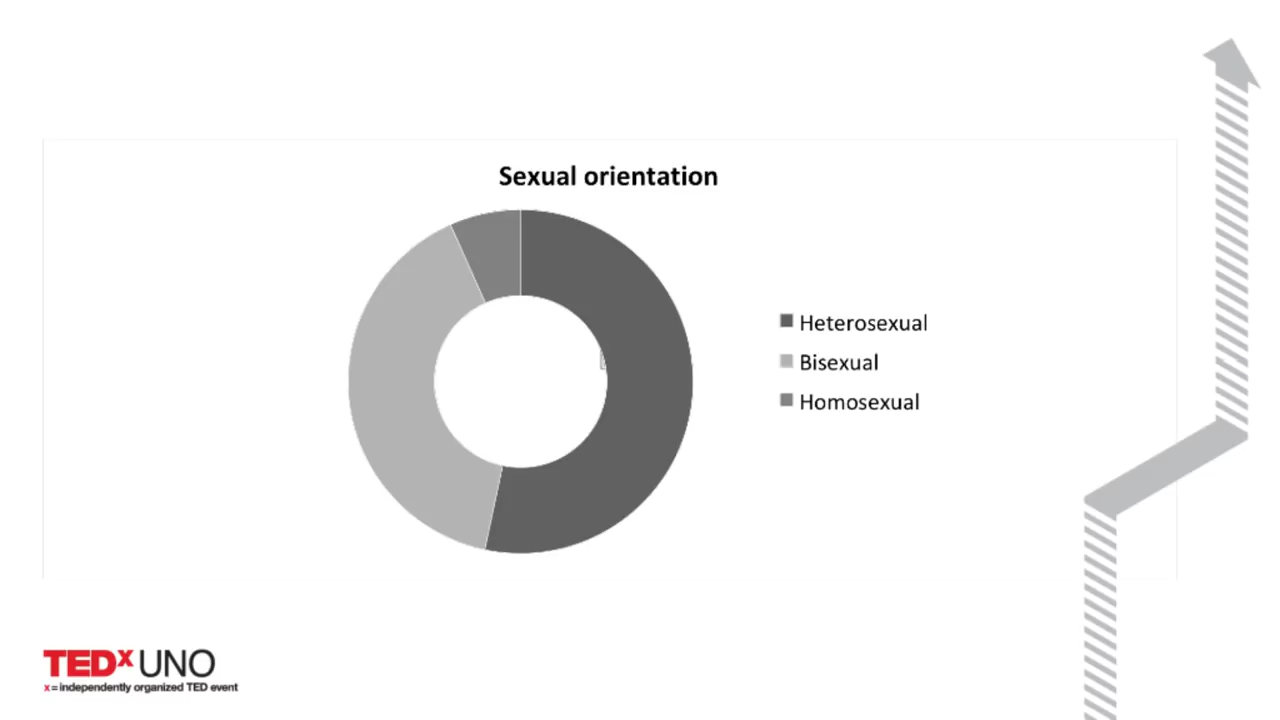 Sexual orientation
Heterosexual
Bisexual
Homosexual
TEDx UNO
x = independently organized TED event